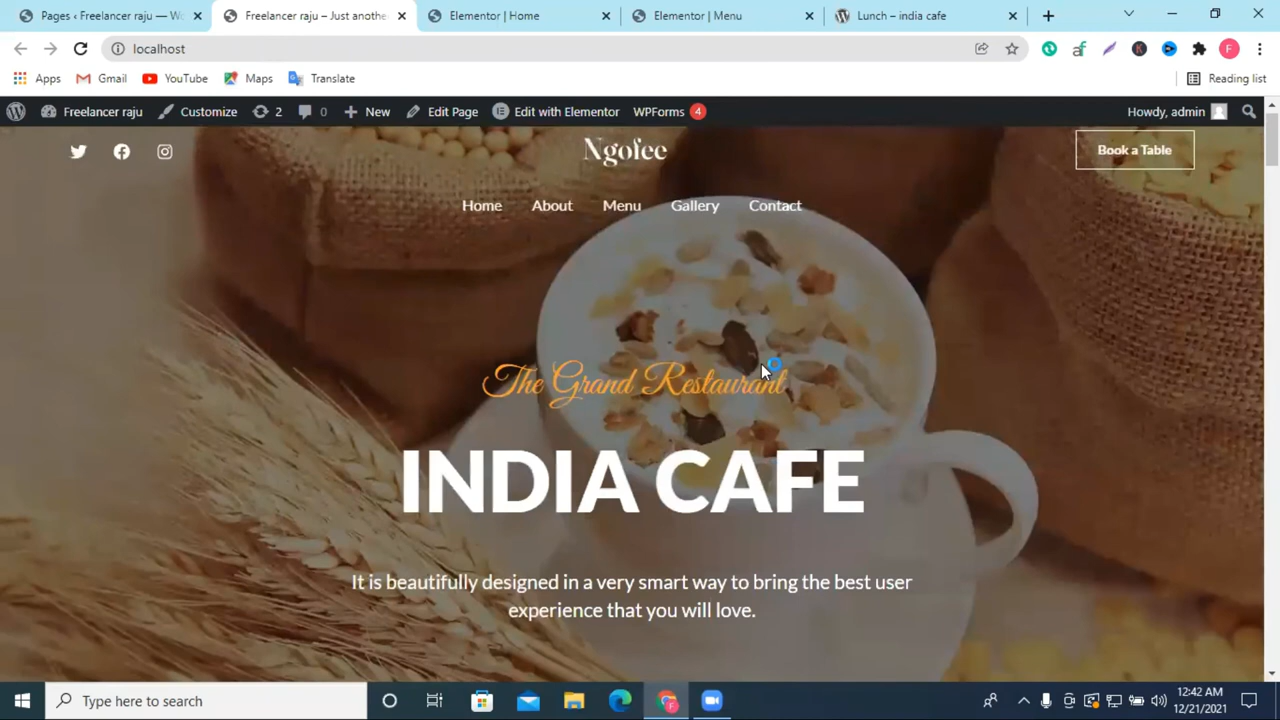 Pages ‹ Freelancer raju — Wo
Freelancer raju – Just anothe
Elementor | Home
Elementor | Menu
Lunch – india cafe
localhost
F
Apps
Gmail
YouTube
Maps
Translate
Reading list
Freelancer raju
Customize
2
0
New
Edit Page
Edit with Elementor
WPForms 4
Howdy, admin
Ngofee
Book a Table
Home
About
Menu
Gallery
Contact
The Grand Restaurant
INDIA CAFE
It is beautifully designed in a very smart way to bring the best user
experience that you will love.
Type here to search
12:42 AM
12/21/2021